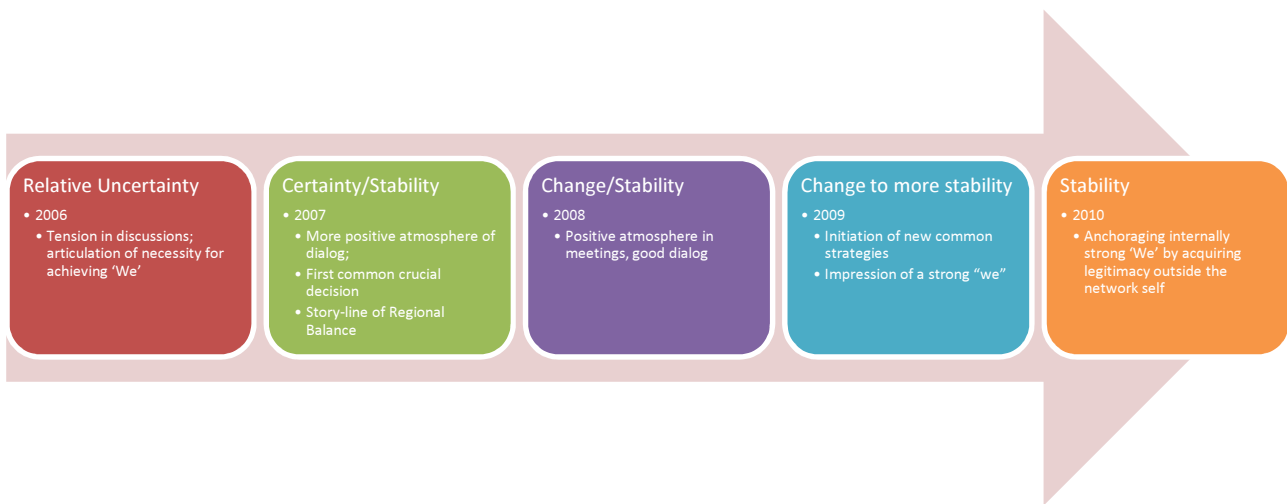 Relative Uncertainty
• 2006
• Tension in discussions;
articulation of necessity for
achieving 'We'
Certainty/Stability
• 2007
• More positive atmosphere of
dialog;
• First common crucial
decision
• Story-line of Regional
Balance
Change/Stability
• 2008
• Positive atmosphere in
meetings, good dialog
Change to more stability
• 2009
• Initiation of new common
strategies
• Impression of a strong “we”
Stability
• 2010
• Anchoraging internally
strong 'We' by acquiring
legitimacy outside the
network self